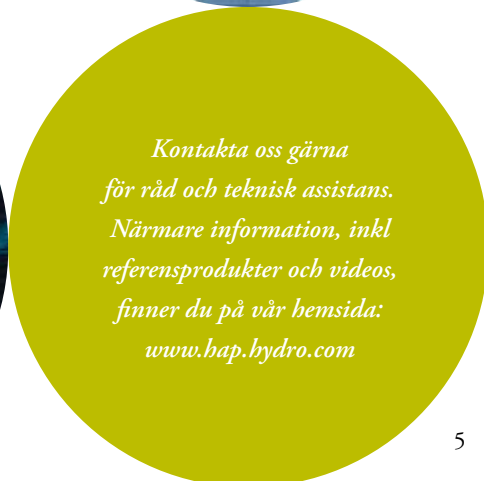 Kontakta oss gärna
för råd och teknisk assistans.
Närmare information, inkl
referensprodukter och videos,
finner du på vår hemsida:
www.hap.hydro.com
5